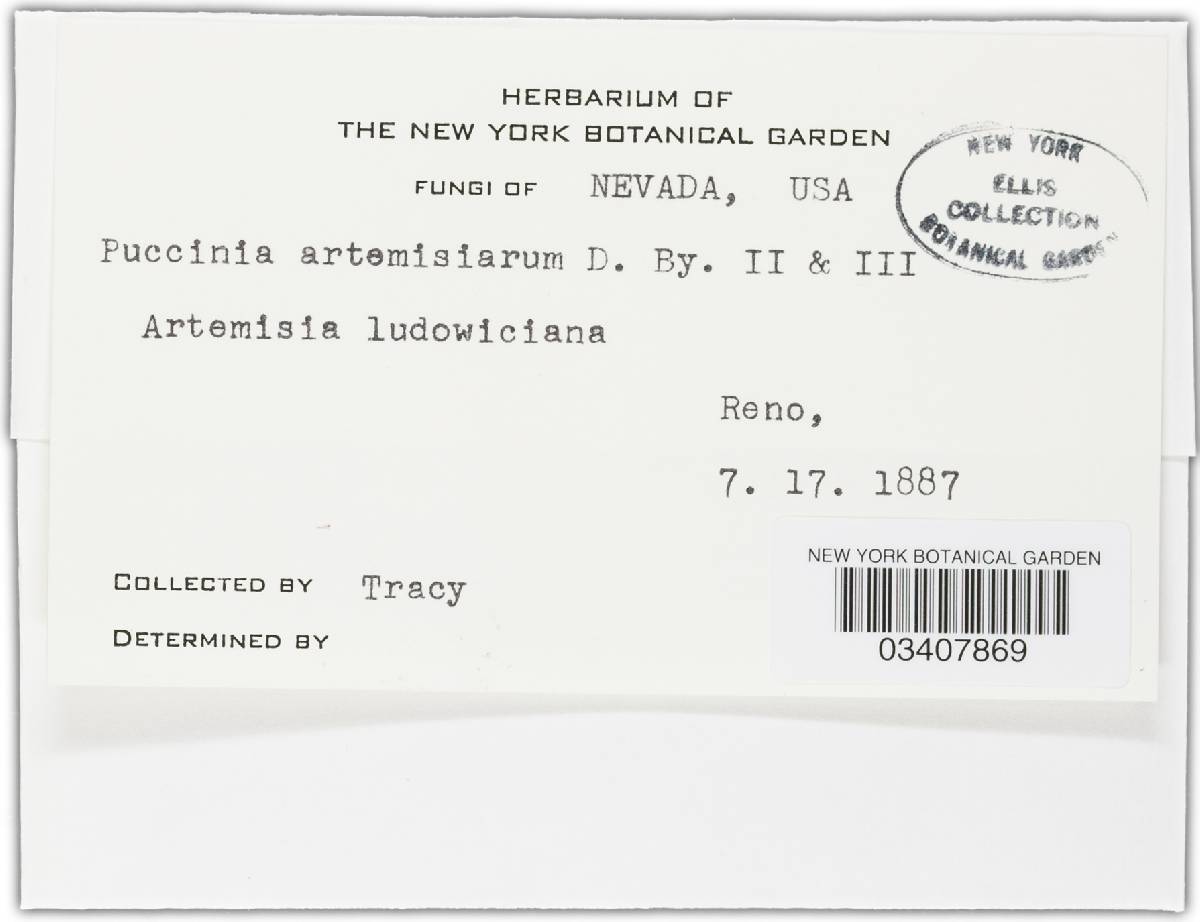 HERBARIUM OF
THE NEW YORK BOTANICAL GARDEN
FUNGI OF NEVADA, USA
NEW YORK
ELLIS
COLLECTION
BOTANICAL GARDEN
Puccinia artemisiarum D. By. II & III
Artemisia ludowiciana
Reno,
7. 17. 1887
COLLECTED BY Tracy
DETERMINED BY
NEW YORK BOTANICAL GARDEN
03407869